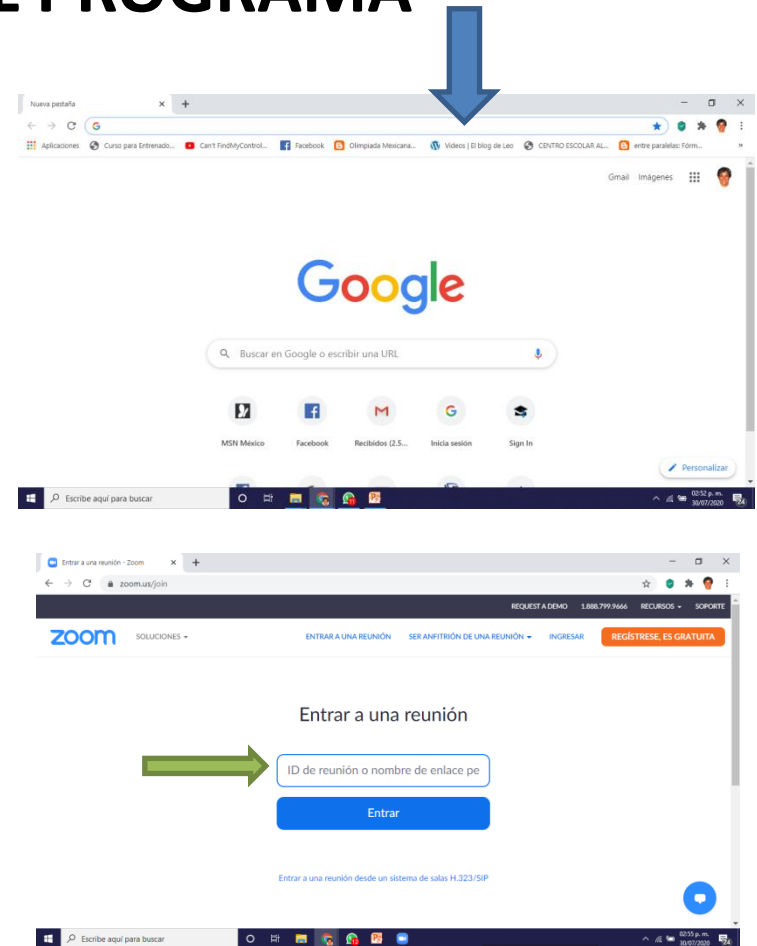 PROGRAMA
Nueva pestaña
G
Aplicaciones Curso para Entrenado... Can't FindMyControl... Facebook Olimpiada Mexicana... Videos | El blog de Leo CENTRO ESCOLAR AL... entre paralelas: Fórm... »
Gmail Imágenes
Google
Buscar en Google o escribir una URL
MSN México Facebook Recibidos (2.5... Inicia sesión Sign In
Personalizar
Escribe aquí para buscar
02:52 p. m.
30/07/2020
Entrar a una reunión - Zoom
zoom.us/join
REQUEST A DEMO 1.888.799.9666 RECURSOS SOPORTE
zoom SOLUCIONES ENTRAR A UNA REUNIÓN SER ANFITRIÓN DE UNA REUNIÓN INGRESAR REGÍSTRESE, ES GRATUITA
Entrar a una reunión
ID de reunión o nombre de enlace pe
Entrar
Entrar a una reunión desde un sistema de salas H.323/SIP
Escribe aquí para buscar
02:55 p. m.
30/07/2020